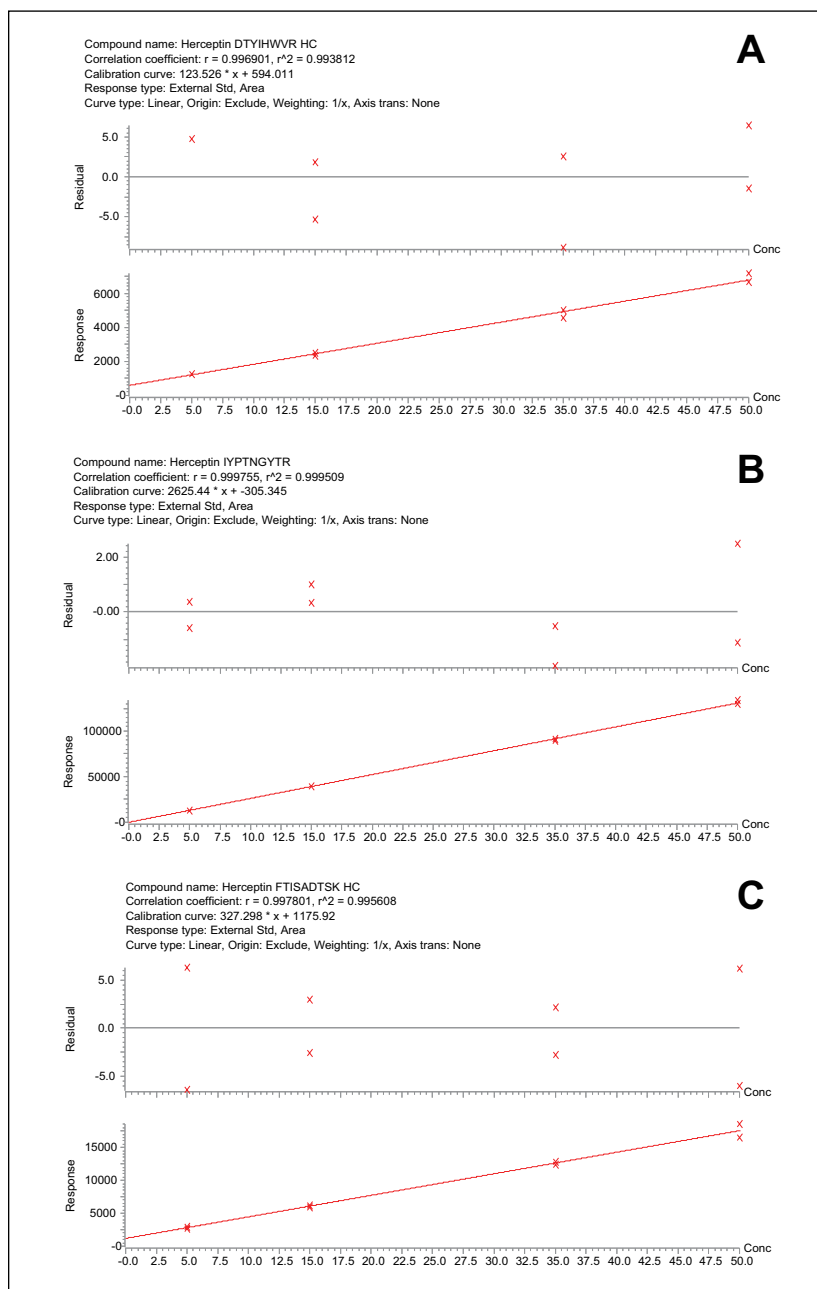 A
Compound name: Herceptin DTYIHWVR HC
Correlation coefficient: r = 0.996901, r^2 = 0.993812
Calibration curve: 123.526 * x + 594.011
Response type: External Std, Area
Curve type: Linear, Origin: Exclude, Weighting: 1/x, Axis trans: None
5.0
0.0
-5.0
Residual
Conc
6000
4000
2000
-0
Response
Conc
-0.0 2.5 5.0 7.5 10.0 12.5 15.0 17.5 20.0 22.5 25.0 27.5 30.0 32.5 35.0 37.5 40.0 42.5 45.0 47.5 50.0
B
Compound name: Herceptin IYPTNGYTR
Correlation coefficient: r = 0.999755, r^2 = 0.999509
Calibration curve: 2625.44 * x + -305.345
Response type: External Std, Area
Curve type: Linear, Origin: Exclude, Weighting: 1/x, Axis trans: None
2.00
-0.00
Residual
Conc
100000
50000
-0
Response
Conc
-0.0 2.5 5.0 7.5 10.0 12.5 15.0 17.5 20.0 22.5 25.0 27.5 30.0 32.5 35.0 37.5 40.0 42.5 45.0 47.5 50.0
C
Compound name: Herceptin FTISADTSK HC
Correlation coefficient: r = 0.997801, r^2 = 0.995608
Calibration curve: 327.298 * x + 1175.92
Response type: External Std, Area
Curve type: Linear, Origin: Exclude, Weighting: 1/x, Axis trans: None
5.0
0.0
-5.0
Residual
Conc
15000
10000
5000
-0
Response
Conc
-0.0 2.5 5.0 7.5 10.0 12.5 15.0 17.5 20.0 22.5 25.0 27.5 30.0 32.5 35.0 37.5 40.0 42.5 45.0 47.5 50.0